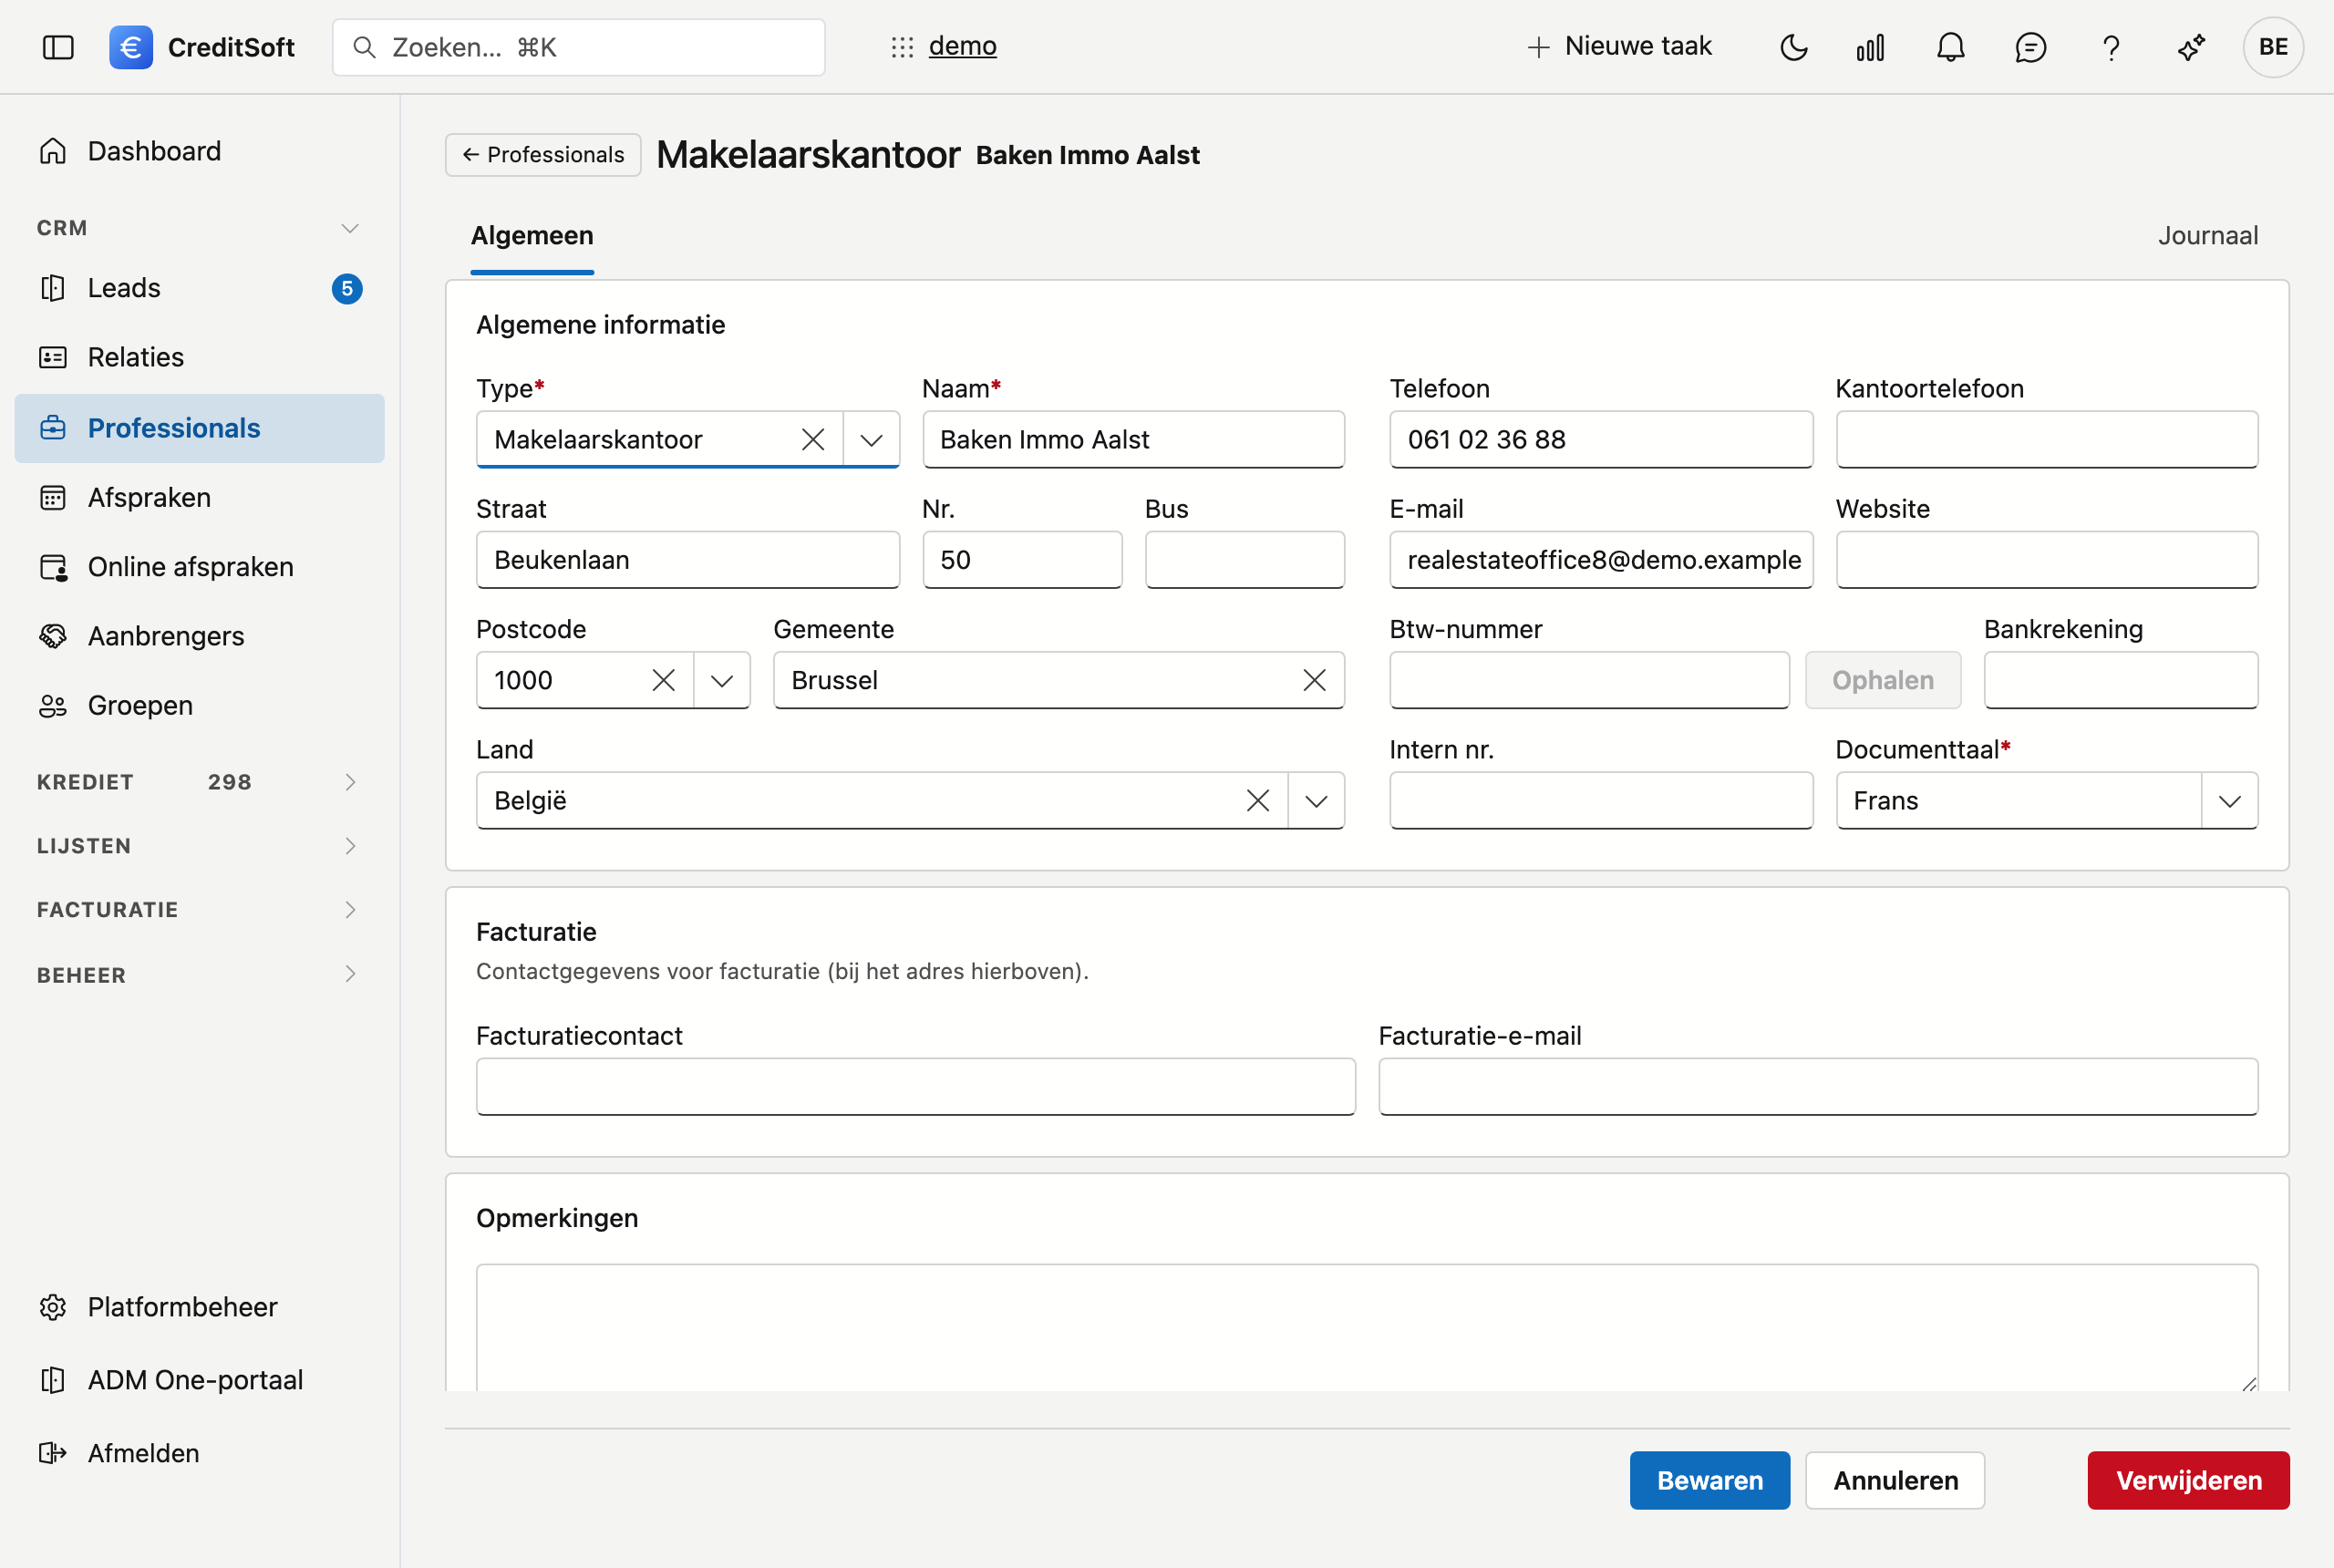 CreditSoft
Zoeken... ⌘K
demo
Nieuwe taak
BE
Dashboard
CRM
Leads 5
Relaties
Professionals
Afspraken
Online afspraken
Aanbrengers
Groepen
KREDIET 298
LIJSTEN
FACTURATIE
BEHEER
Platformbeheer
ADM One-portaal
Afmelden
← Professionals Makelaarskantoor Baken Immo Aalst
Algemeen Journaal
Algemene informatie
Type* Naam* Telefoon Kantoortelefoon
Makelaarskantoor Baken Immo Aalst 061 02 36 88
Straat Nr. Bus E-mail Website
Beukenlaan 50 realestateoffice8@demo.example
Postcode Gemeente Btw-nummer Bankrekening
1000 Brussel Ophalen
Land Intern nr. Documenttaal*
België Frans
Facturatie
Contactgegevens voor facturatie (bij het adres hierboven).
Facturatiecontact Facturatie-e-mail
Opmerkingen
Bewaren Annuleren Verwijderen